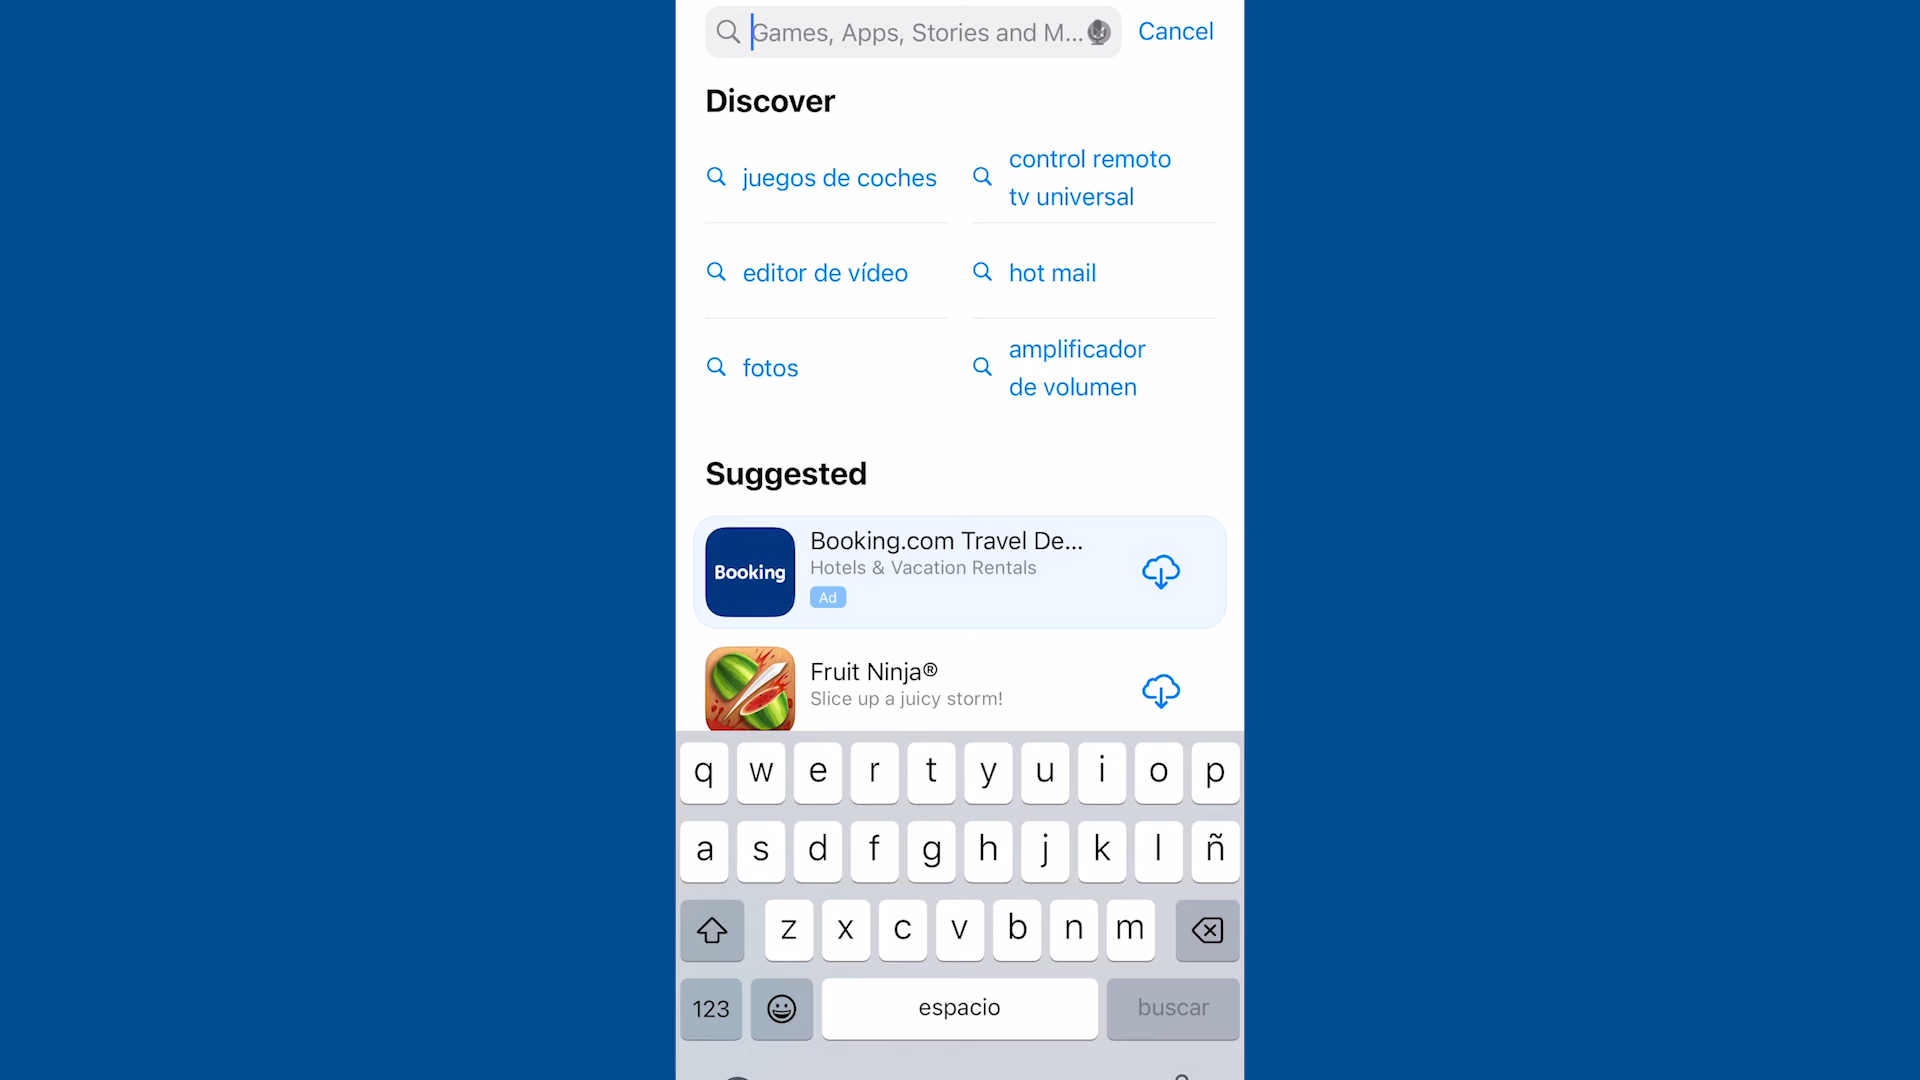 Games, Apps, Stories and M... Cancel
Discover
juegos de coches
control remoto
tv universal
editor de vídeo
hot mail
fotos
amplificador
de volumen
Suggested
Booking
Booking.com Travel De...
Hotels & Vacation Rentals
Ad
Fruit Ninja®
Slice up a juicy storm!
q w e r t y u i o p
a s d f g h j k l ñ
z x c v b n m
123 espacio buscar